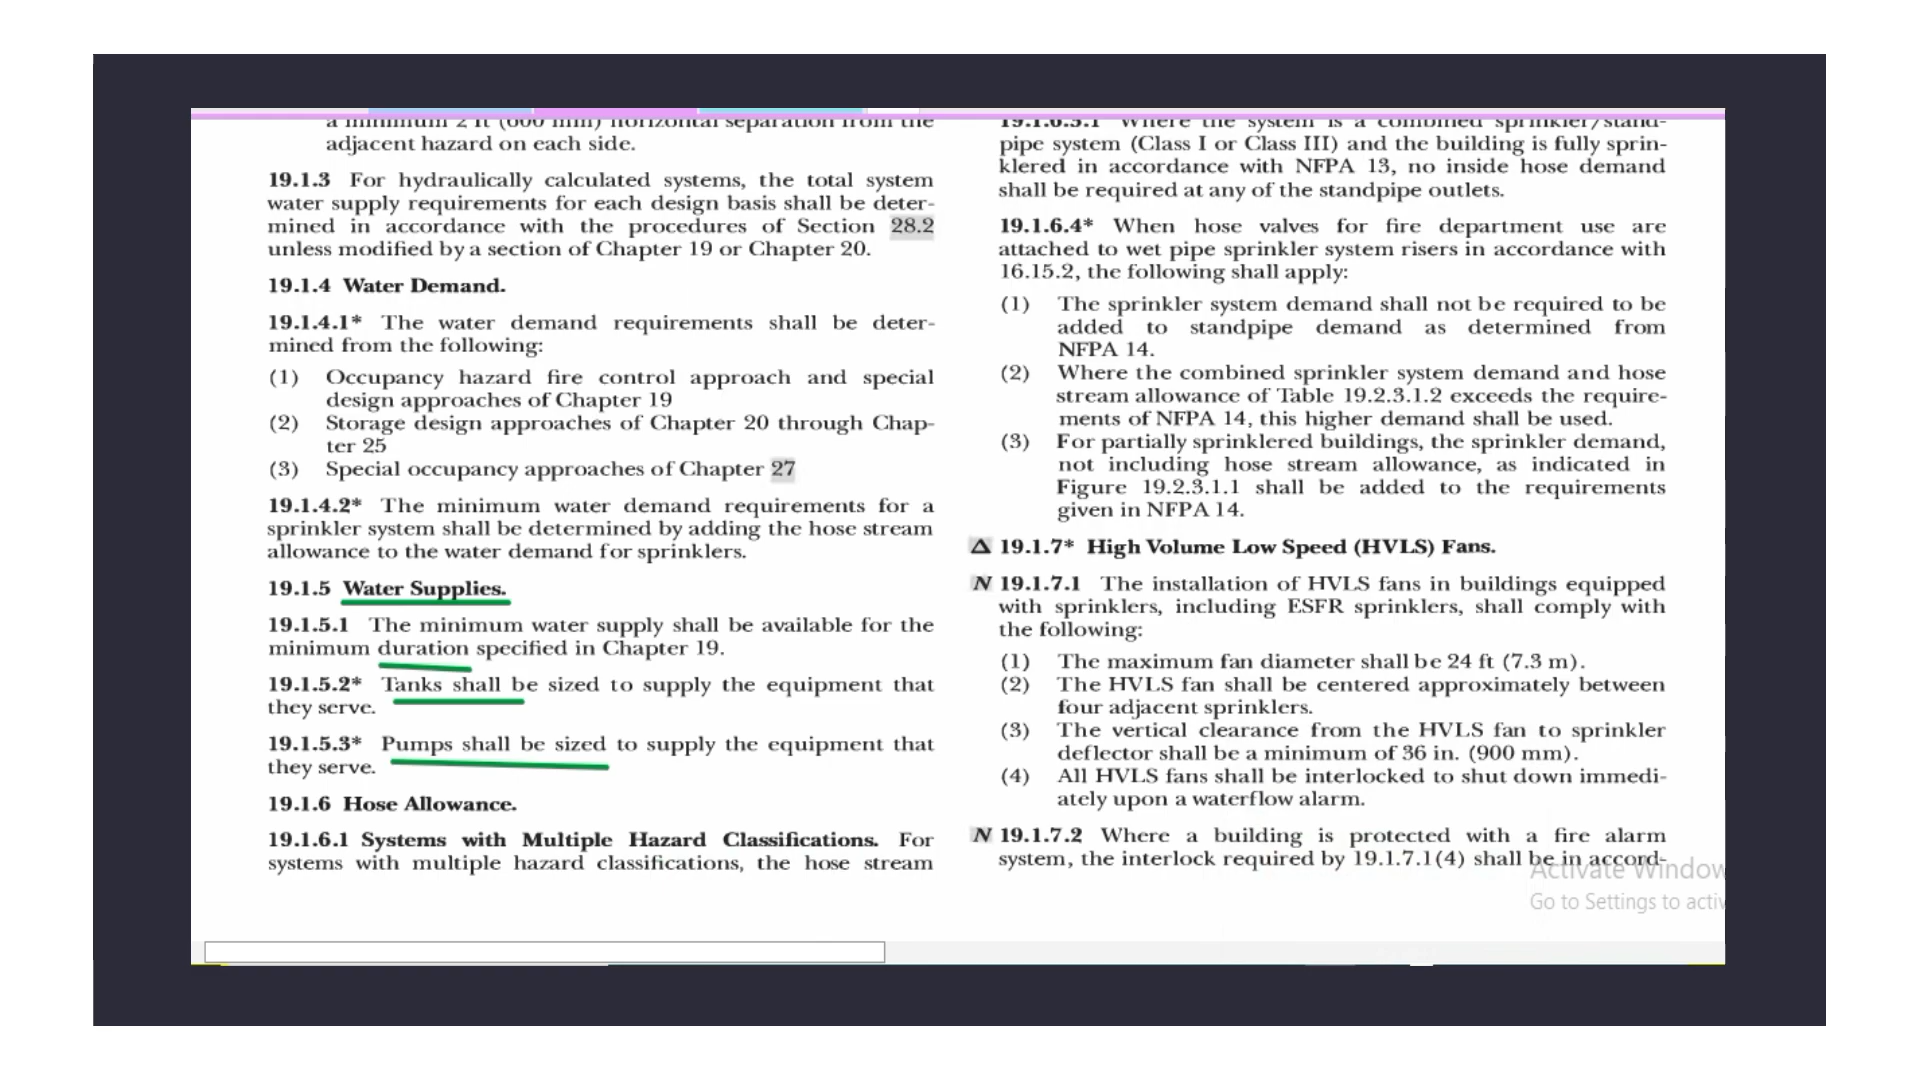 a minimum 2 ft (600 mm) horizontal separation from the
adjacent hazard on each side.
19.1.3 For hydraulically calculated systems, the total system
water supply requirements for each design basis shall be deter-
mined in accordance with the procedures of Section 28.2
unless modified by a section of Chapter 19 or Chapter 20.
19.1.4 Water Demand.
19.1.4.1* The water demand requirements shall be deter-
mined from the following:
(1) Occupancy hazard fire control approach and special
design approaches of Chapter 19
(2) Storage design approaches of Chapter 20 through Chap-
ter 25
(3) Special occupancy approaches of Chapter 27
19.1.4.2* The minimum water demand requirements for a
sprinkler system shall be determined by adding the hose stream
allowance to the water demand for sprinklers.
19.1.5 Water Supplies.
19.1.5.1 The minimum water supply shall be available for the
minimum duration specified in Chapter 19.
19.1.5.2* Tanks shall be sized to supply the equipment that
they serve.
19.1.5.3* Pumps shall be sized to supply the equipment that
they serve.
19.1.6 Hose Allowance.
19.1.6.1 Systems with Multiple Hazard Classifications. For
systems with multiple hazard classifications, the hose stream
19.1.6.3.1 Where the system is a combined sprinkler/stand-
pipe system (Class I or Class III) and the building is fully sprin-
klered in accordance with NFPA 13, no inside hose demand
shall be required at any of the standpipe outlets.
19.1.6.4* When hose valves for fire department use are
attached to wet pipe sprinkler system risers in accordance with
16.15.2, the following shall apply:
(1) The sprinkler system demand shall not be required to be
added to standpipe demand as determined from
NFPA 14.
(2) Where the combined sprinkler system demand and hose
stream allowance of Table 19.2.3.1.2 exceeds the require-
ments of NFPA 14, this higher demand shall be used.
(3) For partially sprinklered buildings, the sprinkler demand,
not including hose stream allowance, as indicated in
Figure 19.2.3.1.1 shall be added to the requirements
given in NFPA 14.
Δ 19.1.7* High Volume Low Speed (HVLS) Fans.
N 19.1.7.1 The installation of HVLS fans in buildings equipped
with sprinklers, including ESFR sprinklers, shall comply with
the following:
(1) The maximum fan diameter shall be 24 ft (7.3 m).
(2) The HVLS fan shall be centered approximately between
four adjacent sprinklers.
(3) The vertical clearance from the HVLS fan to sprinkler
deflector shall be a minimum of 36 in. (900 mm).
(4) All HVLS fans shall be interlocked to shut down immedi-
ately upon a waterflow alarm.
N 19.1.7.2 Where a building is protected with a fire alarm
system, the interlock required by 19.1.7.1(4) shall be in accord-
Activate Window
Go to Settings to activ